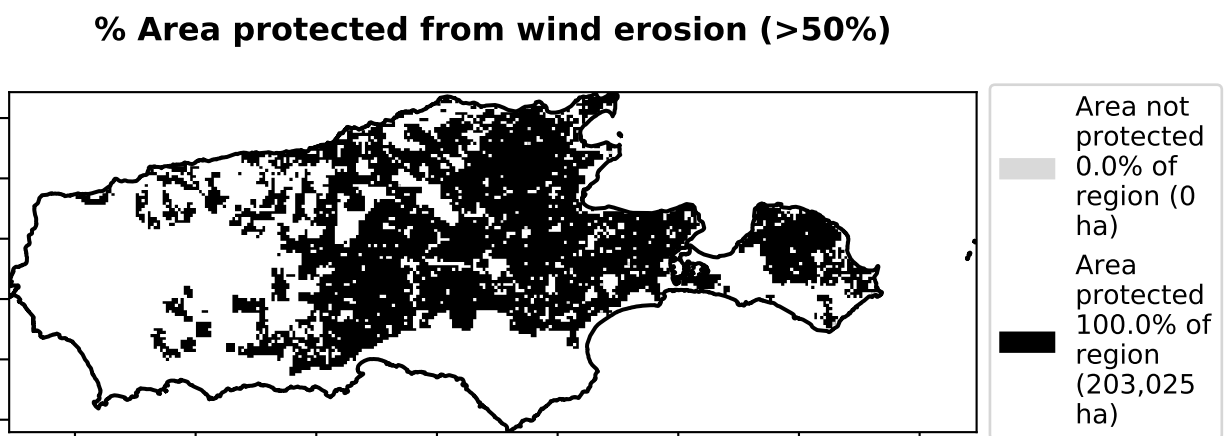 % Area protected from wind erosion (>50%)
Area not
protected
0.0% of
region (0
ha)
Area
protected
100.0% of
region
(203,025
ha)